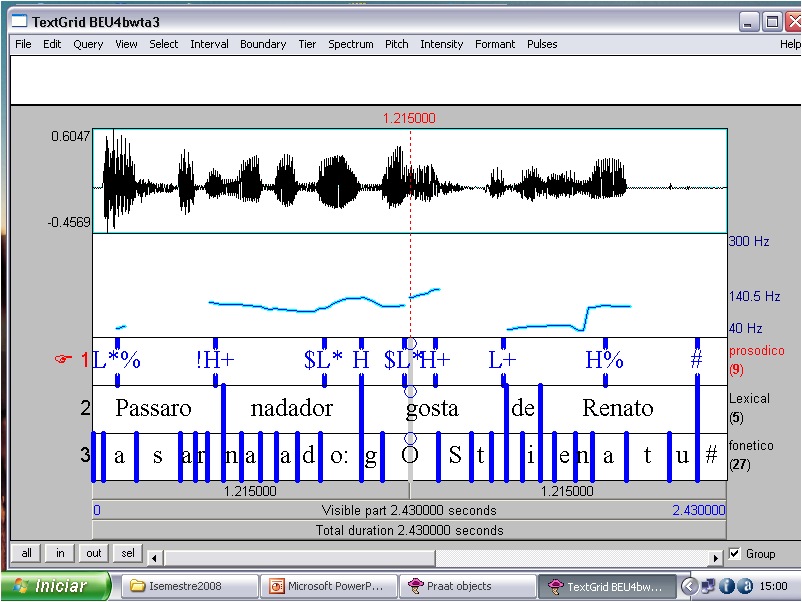 TextGrid BEU4bwta3
File Edit Query View Select Interval Boundary Tier Spectrum Pitch Intensity Formant Pulses Help
1.215000
0.6047
-0.4569
300 Hz
140.5 Hz
40 Hz
1 L*% !H+ $L* H $L* H+ L+ H% # prosodico (9)
2 Passaro nadador gosta de Renato Lexical (5)
3 a s a r n a a d o: g O S t i e n a t u # fonetico (27)
1.215000 1.215000
0 Visible part 2.430000 seconds 2.430000
Total duration 2.430000 seconds
all in out sel Group
Iniciar Isemestre2008 Microsoft PowerP... Praat objects TextGrid BEU4bw... 15:00